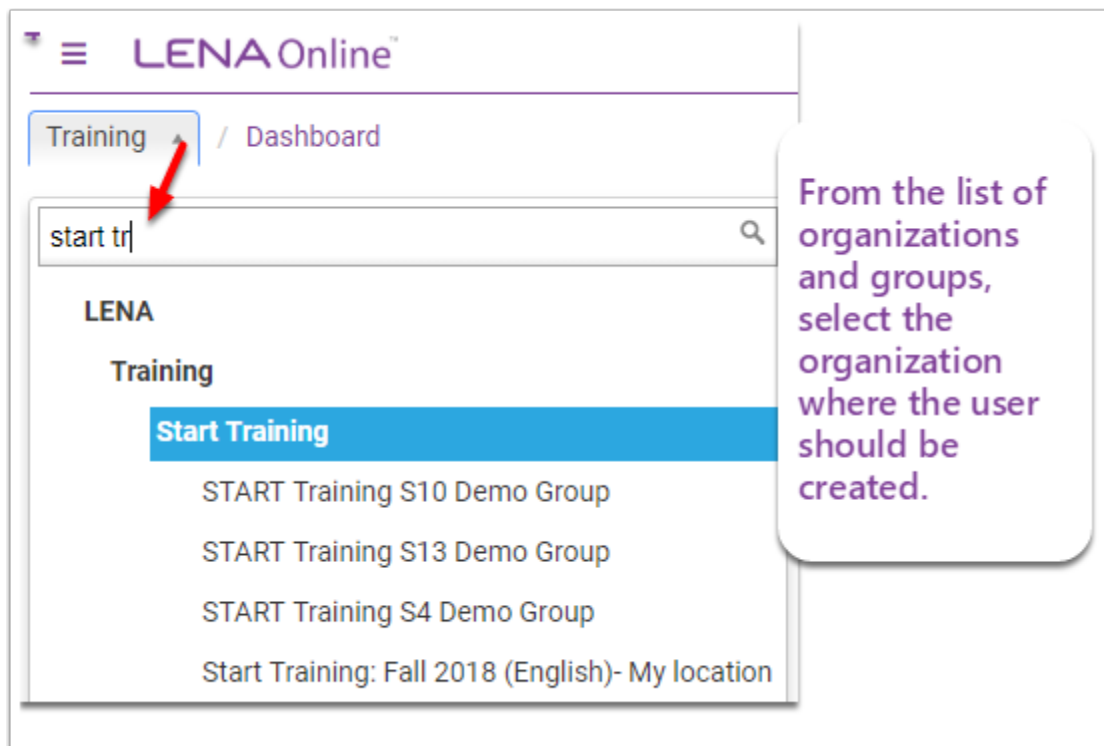 LENA Online™
Training / Dashboard
start tr
LENA
Training
Start Training
START Training S10 Demo Group
START Training S13 Demo Group
START Training S4 Demo Group
Start Training: Fall 2018 (English)- My location
From the list of
organizations
and groups,
select the
organization
where the user
should be
created.